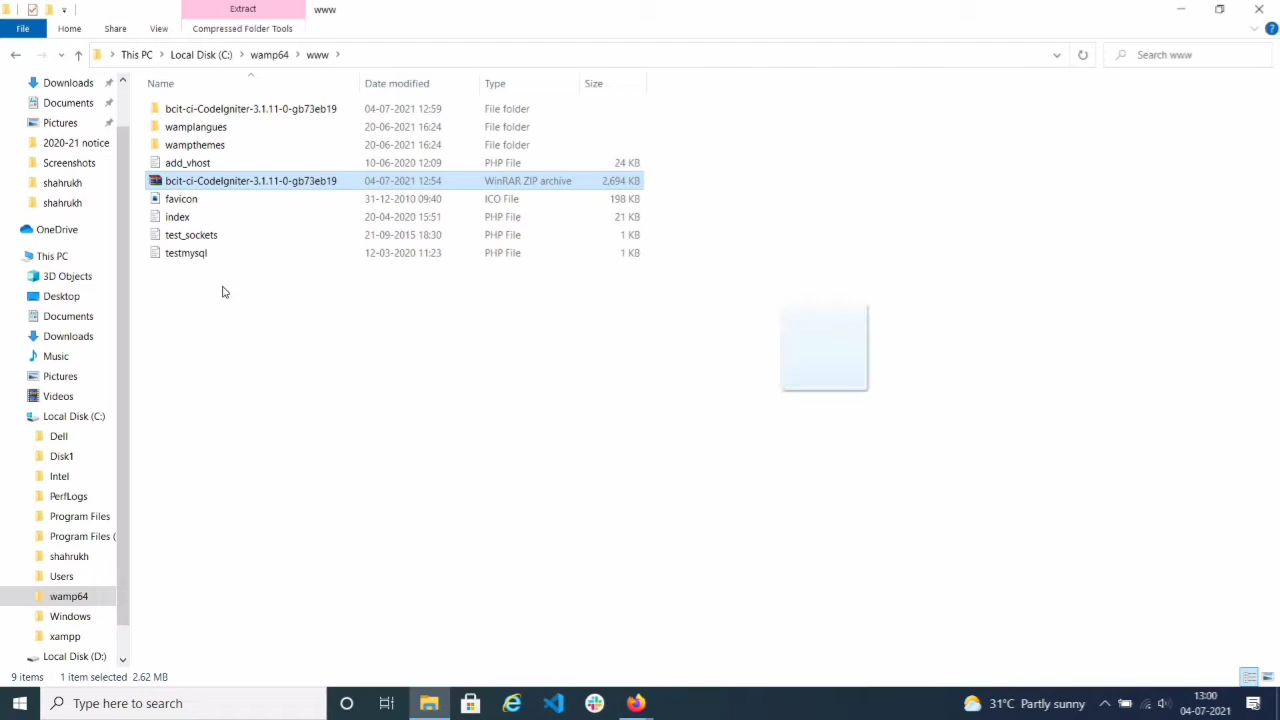 Extract
www
File
Home
Share
View
Compressed Folder Tools
This PC
Local Disk (C:)
wamp64
www
Search www
Name
Date modified
Type
Size
Downloads
Documents
Pictures
2020-21 notice
Screenshots
shahrukh
shahrukh
OneDrive
This PC
3D Objects
Desktop
Documents
Downloads
Music
Pictures
Videos
Local Disk (C:)
Dell
Disk1
Intel
PerfLogs
Program Files
Program Files (
shahrukh
Users
wamp64
Windows
xampp
Local Disk (D:)
bcit-ci-CodeIgniter-3.1.11-0-gb73eb19 04-07-2021 12:59 File folder
wamplangues 20-06-2021 16:24 File folder
wampthemes 20-06-2021 16:24 File folder
add_vhost 10-06-2020 12:09 PHP File 24 KB
bcit-ci-CodeIgniter-3.1.11-0-gb73eb19 04-07-2021 12:54 WinRAR ZIP archive 2,694 KB
favicon 31-12-2010 09:40 ICO File 198 KB
index 20-04-2020 15:51 PHP File 21 KB
test_sockets 21-09-2015 18:30 PHP File 1 KB
testmysql 12-03-2020 11:23 PHP File 1 KB
9 items 1 item selected 2.62 MB
Type here to search
31°C Partly sunny
13:00
04-07-2021